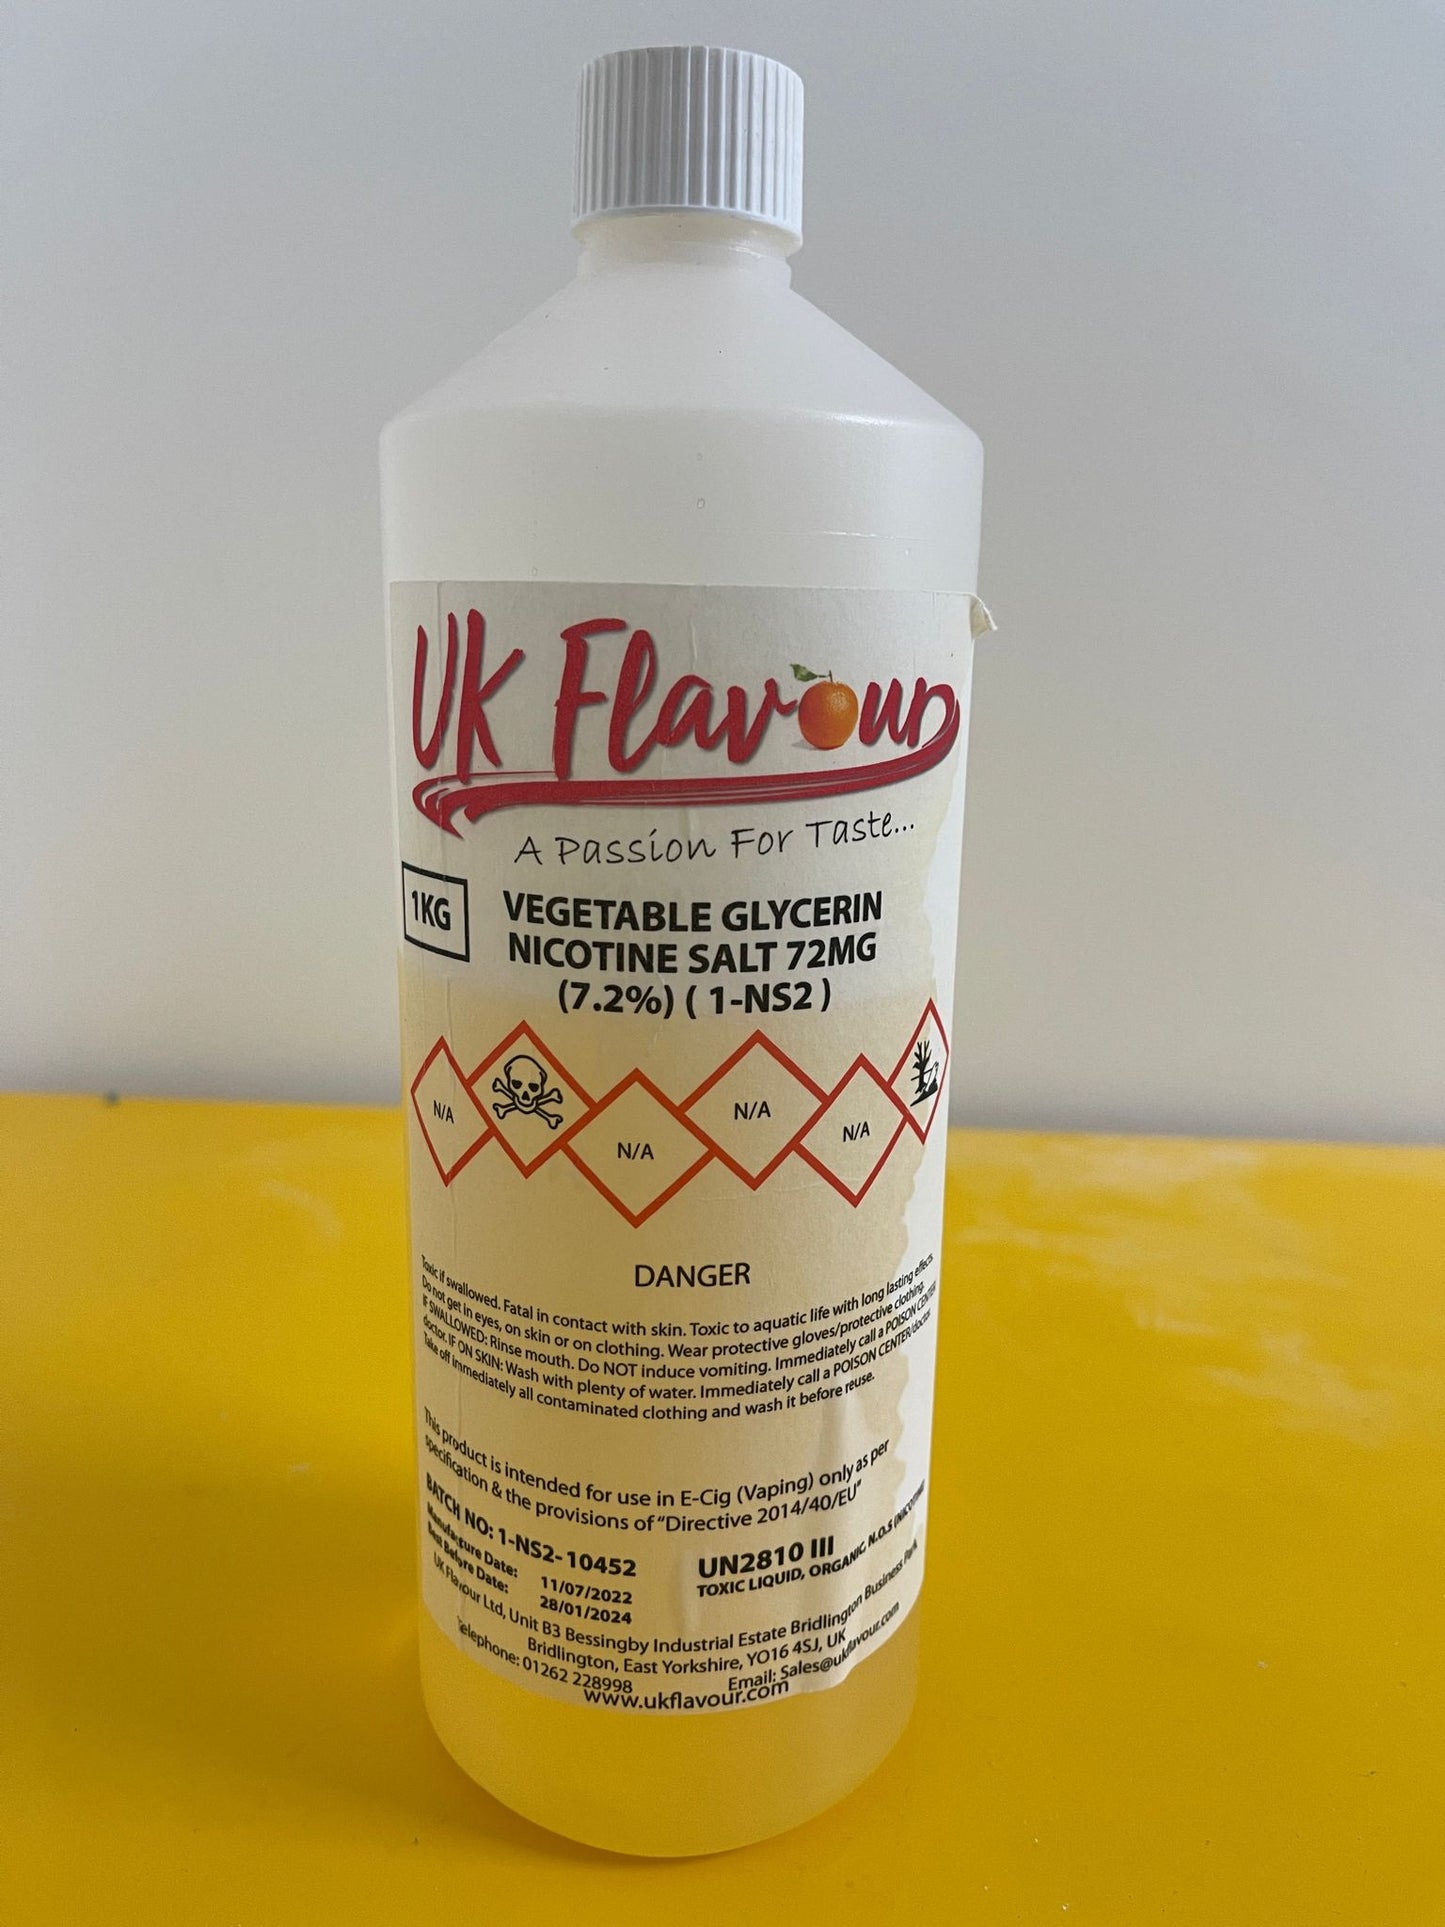 UK Flavour
A Passion For Taste...
1KG
VEGETABLE GLYCERIN
NICOTINE SALT 72MG
(7.2%) ( 1-NS2 )
N/A
N/A
N/A
N/A
DANGER
Toxic if swallowed. Fatal in contact with skin. Toxic to aquatic life with long lasting effects.
Do not get in eyes, on skin or on clothing. Wear protective gloves/protective clothing.
IF SWALLOWED: Rinse mouth. Do NOT induce vomiting. Immediately call a POISON CENTER/
doctor. IF ON SKIN: Wash with plenty of water. Immediately call a POISON CENTER/doctor.
Take off immediately all contaminated clothing and wash it before reuse.
This product is intended for use in E-Cig (Vaping) only as per
specification & the provisions of "Directive 2014/40/EU"
BATCH NO: 1-NS2-10452
Manufacture Date: 11/07/2022
Best Before Date: 28/01/2024
UN2810 III
TOXIC LIQUID, ORGANIC, N.O.S (NICOTINE)
UK Flavour Ltd, Unit B3 Bessingby Industrial Estate Bridlington Business Park
Bridlington, East Yorkshire, YO16 4SJ, UK
Telephone: 01262 228998 Email: Sales@ukflavour.com
www.ukflavour.com